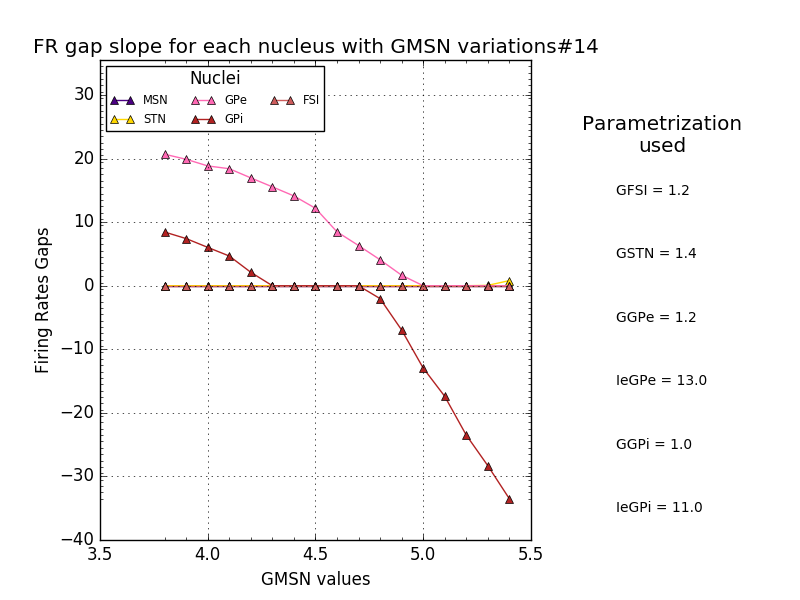 FR gap slope for each nucleus with GMSN variations#14
Nuclei
MSN GPe FSI
STN GPi
30
20
10
0
−10
−20
−30
−40
Firing Rates Gaps
3.5 4.0 4.5 5.0 5.5
GMSN values
Parametrization
used
GFSI = 1.2
GSTN = 1.4
GGPe = 1.2
IeGPe = 13.0
GGPi = 1.0
IeGPi = 11.0